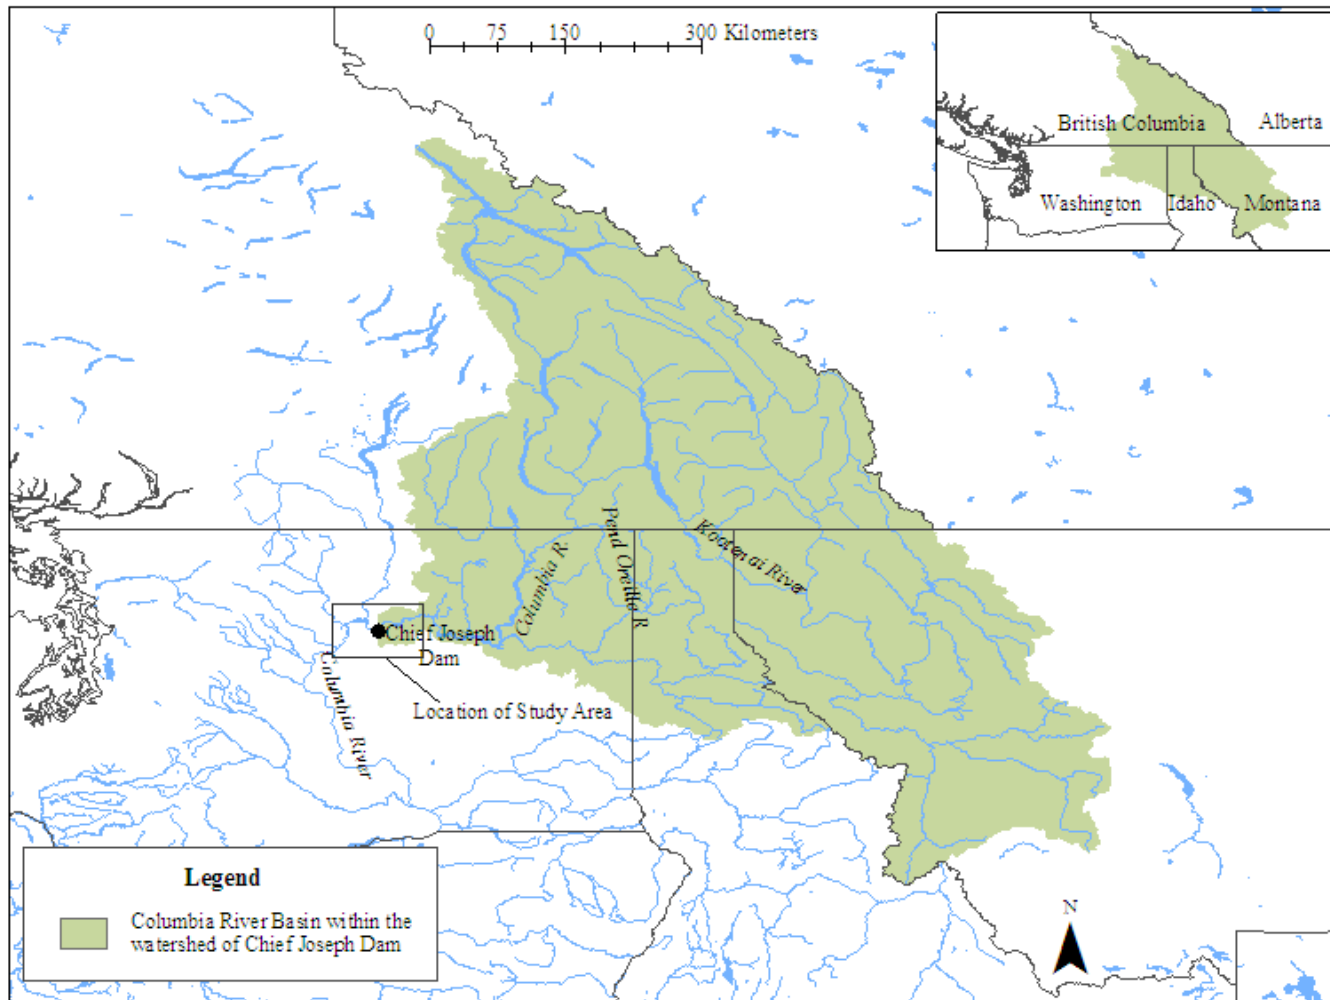 0 75 150 300 Kilometers
British Columbia
Alberta
Washington
Idaho
Montana
Pend Oreille R.
Kootenai River
Columbia R.
Chief Joseph
Dam
Columbia River
Location of Study Area
Legend
Columbia River Basin within the
watershed of Chief Joseph Dam
N